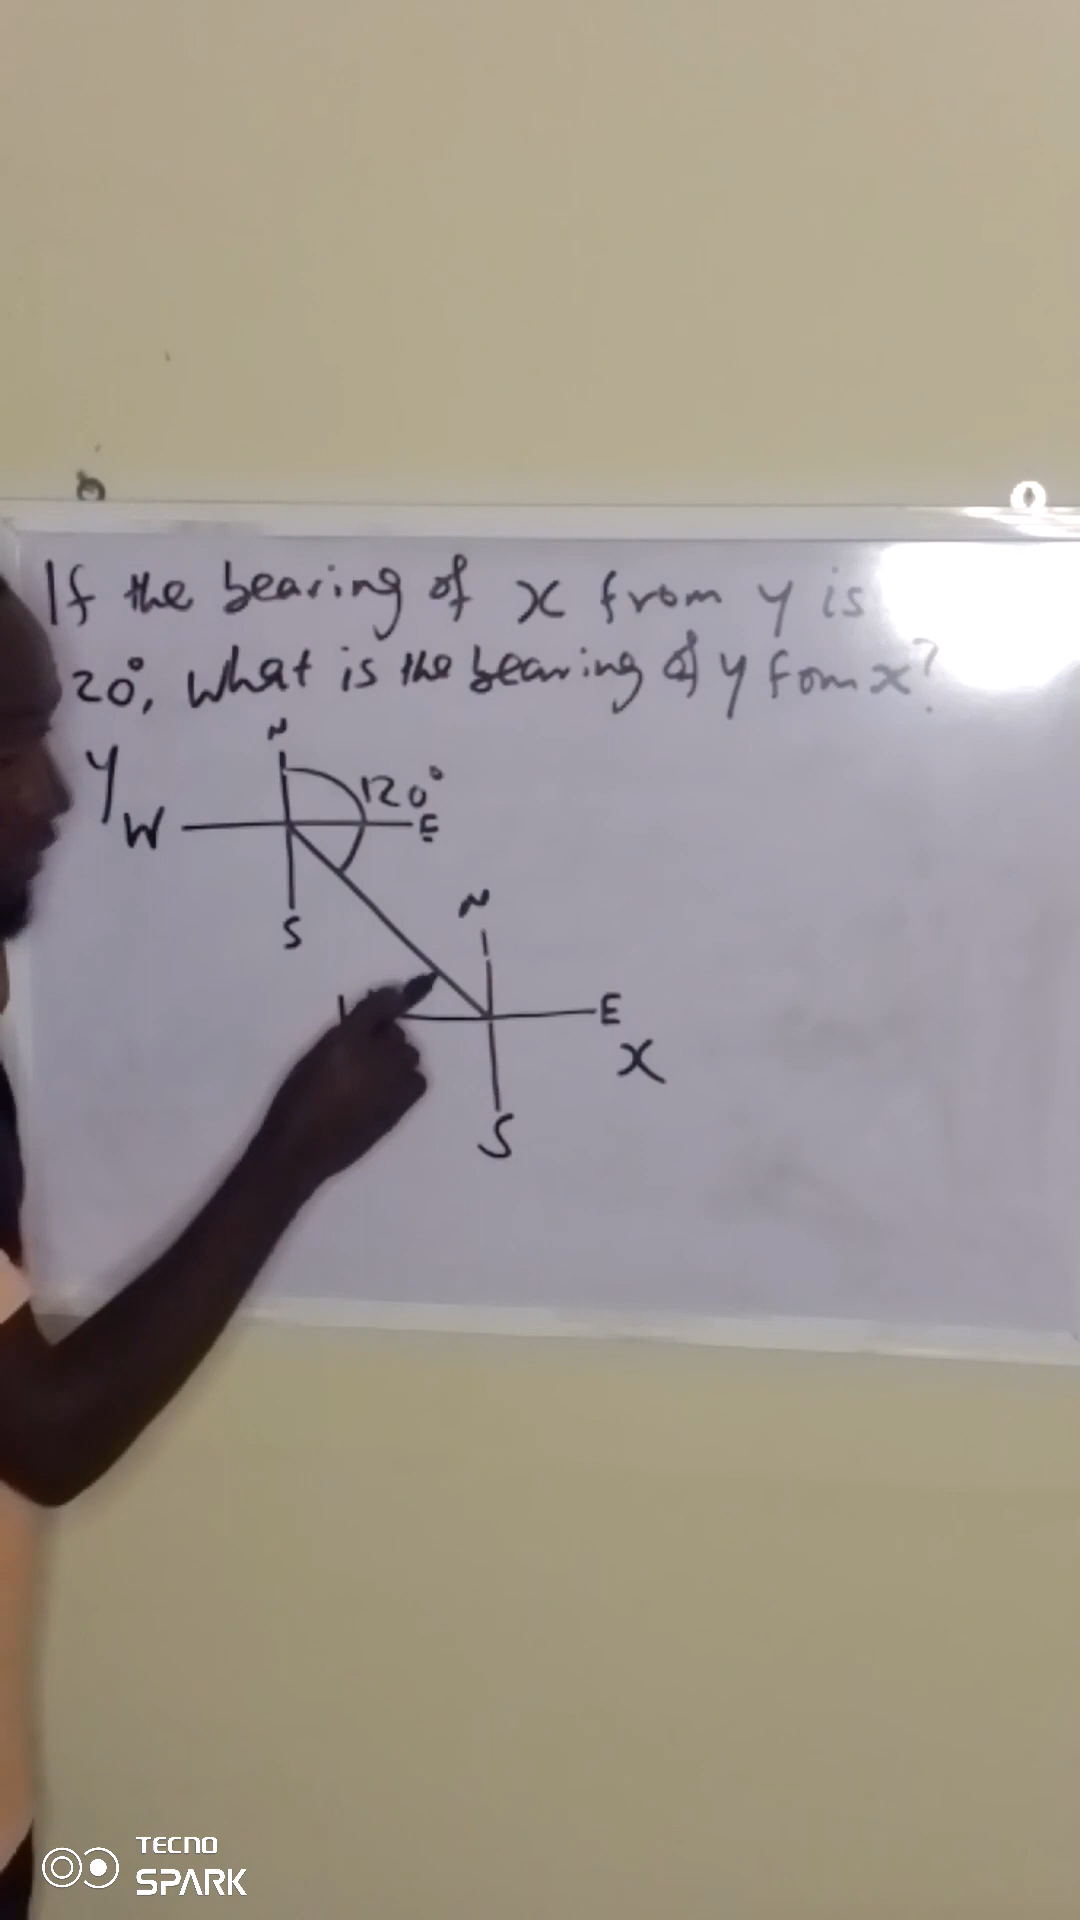 If the bearing of x from y is
20°, what is the bearing of y from x?
Y
N
120°
W
E
S
N
E
X
S
TECNO
SPARK